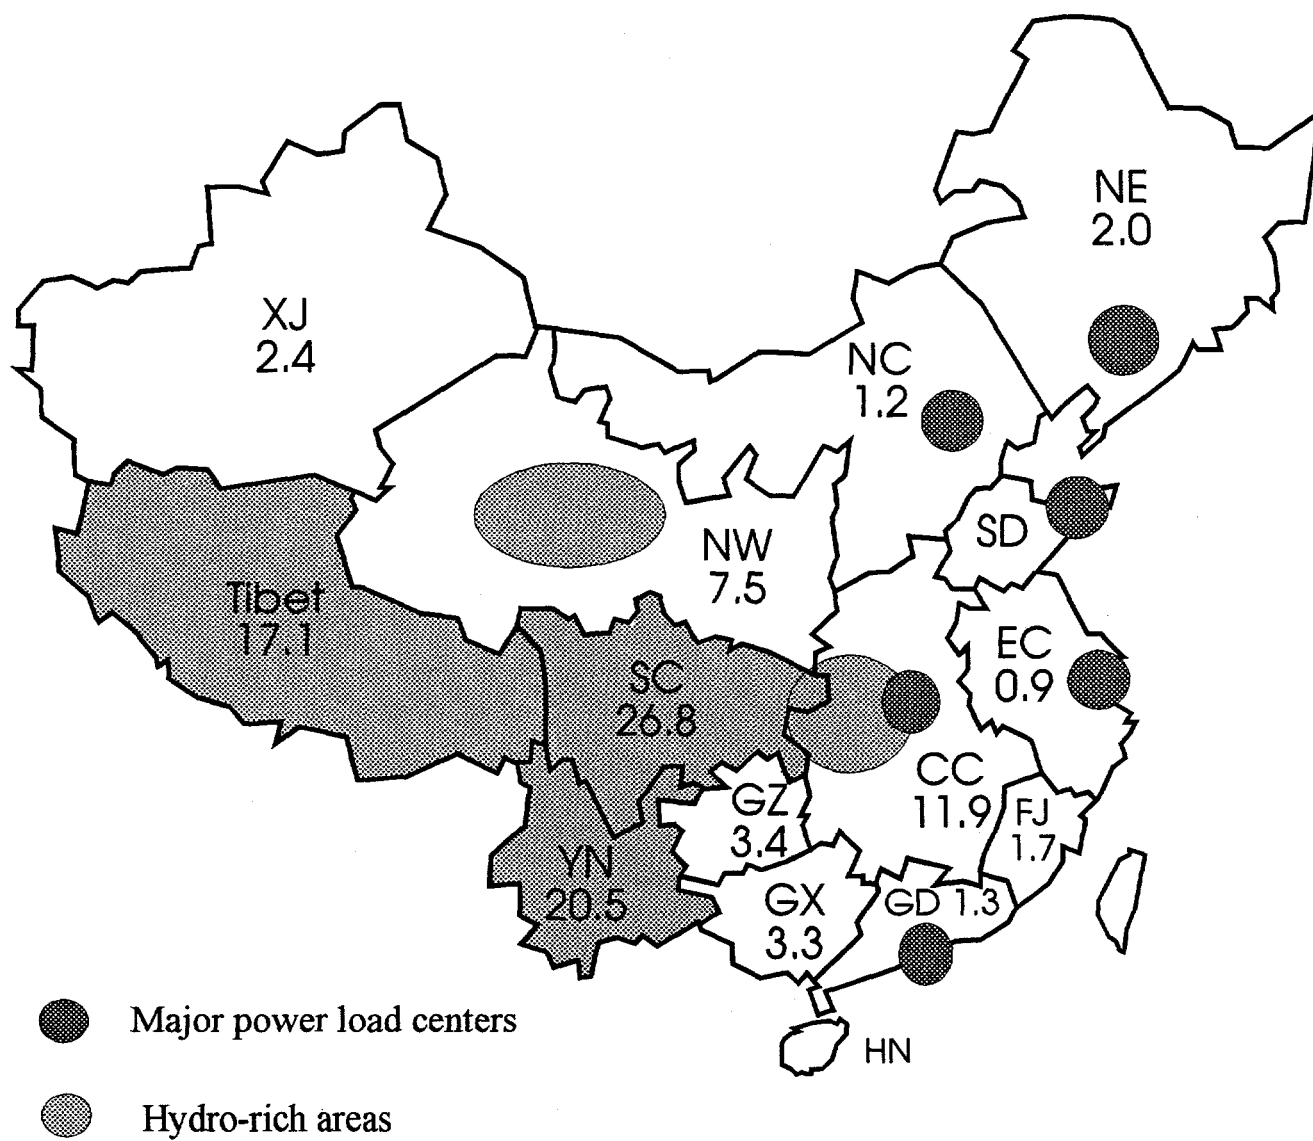 NE
2.0
XJ
2.4
NC
1.2
SD
NW
7.5
Tibet
17.1
EC
0.9
SC
26.8
CC
11.9
GZ
3.4
FJ
1.7
YN
20.5
GX
3.3
GD 1.3
Major power load centers
HN
Hydro-rich areas